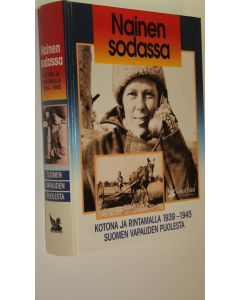 Nainen
sodassa
KOTONA JA
RINTAMALLA
1939-1945
SUOMEN
VAPAUDEN
PUOLESTA
Nainen
sodassa
KOTONA JA RINTAMALLA 1939–1945
SUOMEN VAPAUDEN PUOLESTA